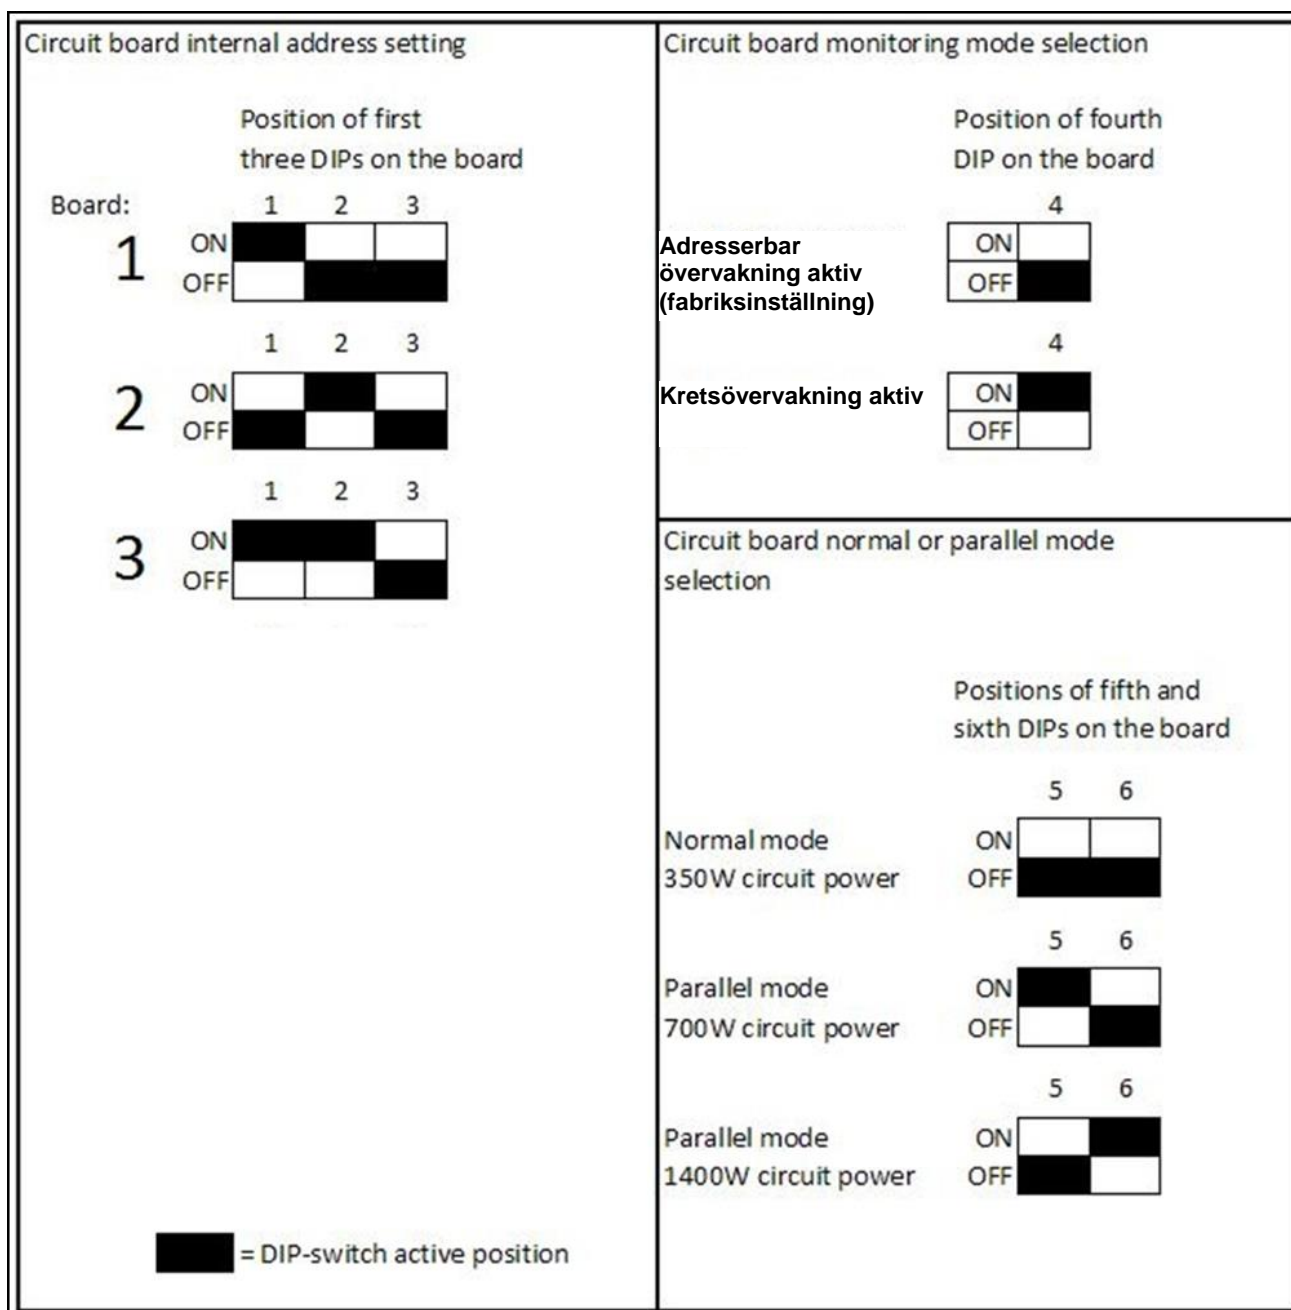 Circuit board internal address setting
Position of first
three DIPs on the board
Board:
1 2 3
1
ON
OFF
1 2 3
2
ON
OFF
1 2 3
3
ON
OFF
= DIP-switch active position
Circuit board monitoring mode selection
Position of fourth
DIP on the board
4
Adresserbar
övervakning aktiv
(fabriksinställning)
ON
OFF
4
Kretsövervakning aktiv
ON
OFF
Circuit board normal or parallel mode
selection
Positions of fifth and
sixth DIPs on the board
5 6
Normal mode ON
350W circuit power OFF
5 6
Parallel mode ON
700W circuit power OFF
5 6
Parallel mode ON
1400W circuit power OFF